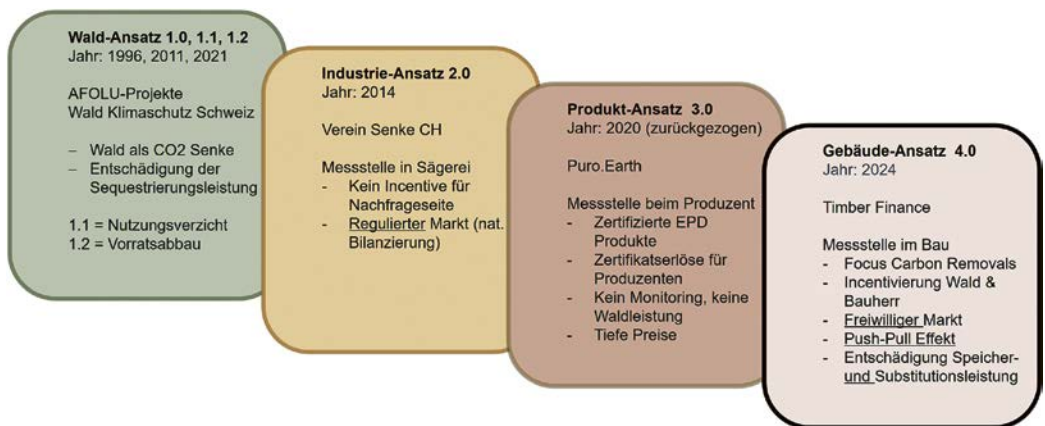 Wald-Ansatz 1.0, 1.1, 1.2
Jahr: 1996, 2011, 2021
AFOLU-Projekte
Wald Klimaschutz Schweiz
– Wald als CO2 Senke
– Entschädigung der
Sequestrierungsleistung
1.1 = Nutzungsverzicht
1.2 = Vorratsabbau
Industrie-Ansatz 2.0
Jahr: 2014
Verein Senke CH
Messstelle in Sägerei
- Kein Incentive für
Nachfrageseite
- Regulierter Markt (nat.
Bilanzierung)
Produkt-Ansatz 3.0
Jahr: 2020 (zurückgezogen)
Puro.Earth
Messstelle beim Produzent
- Zertifizierte EPD
Produkte
- Zertifikatserlöse für
Produzenten
- Kein Monitoring, keine
Waldleistung
- Tiefe Preise
Gebäude-Ansatz 4.0
Jahr: 2024
Timber Finance
Messstelle im Bau
- Focus Carbon Removals
- Incentivierung Wald &
Bauherr
- Freiwilliger Markt
- Push-Pull Effekt
- Entschädigung Speicher-
und Substitutionsleistung